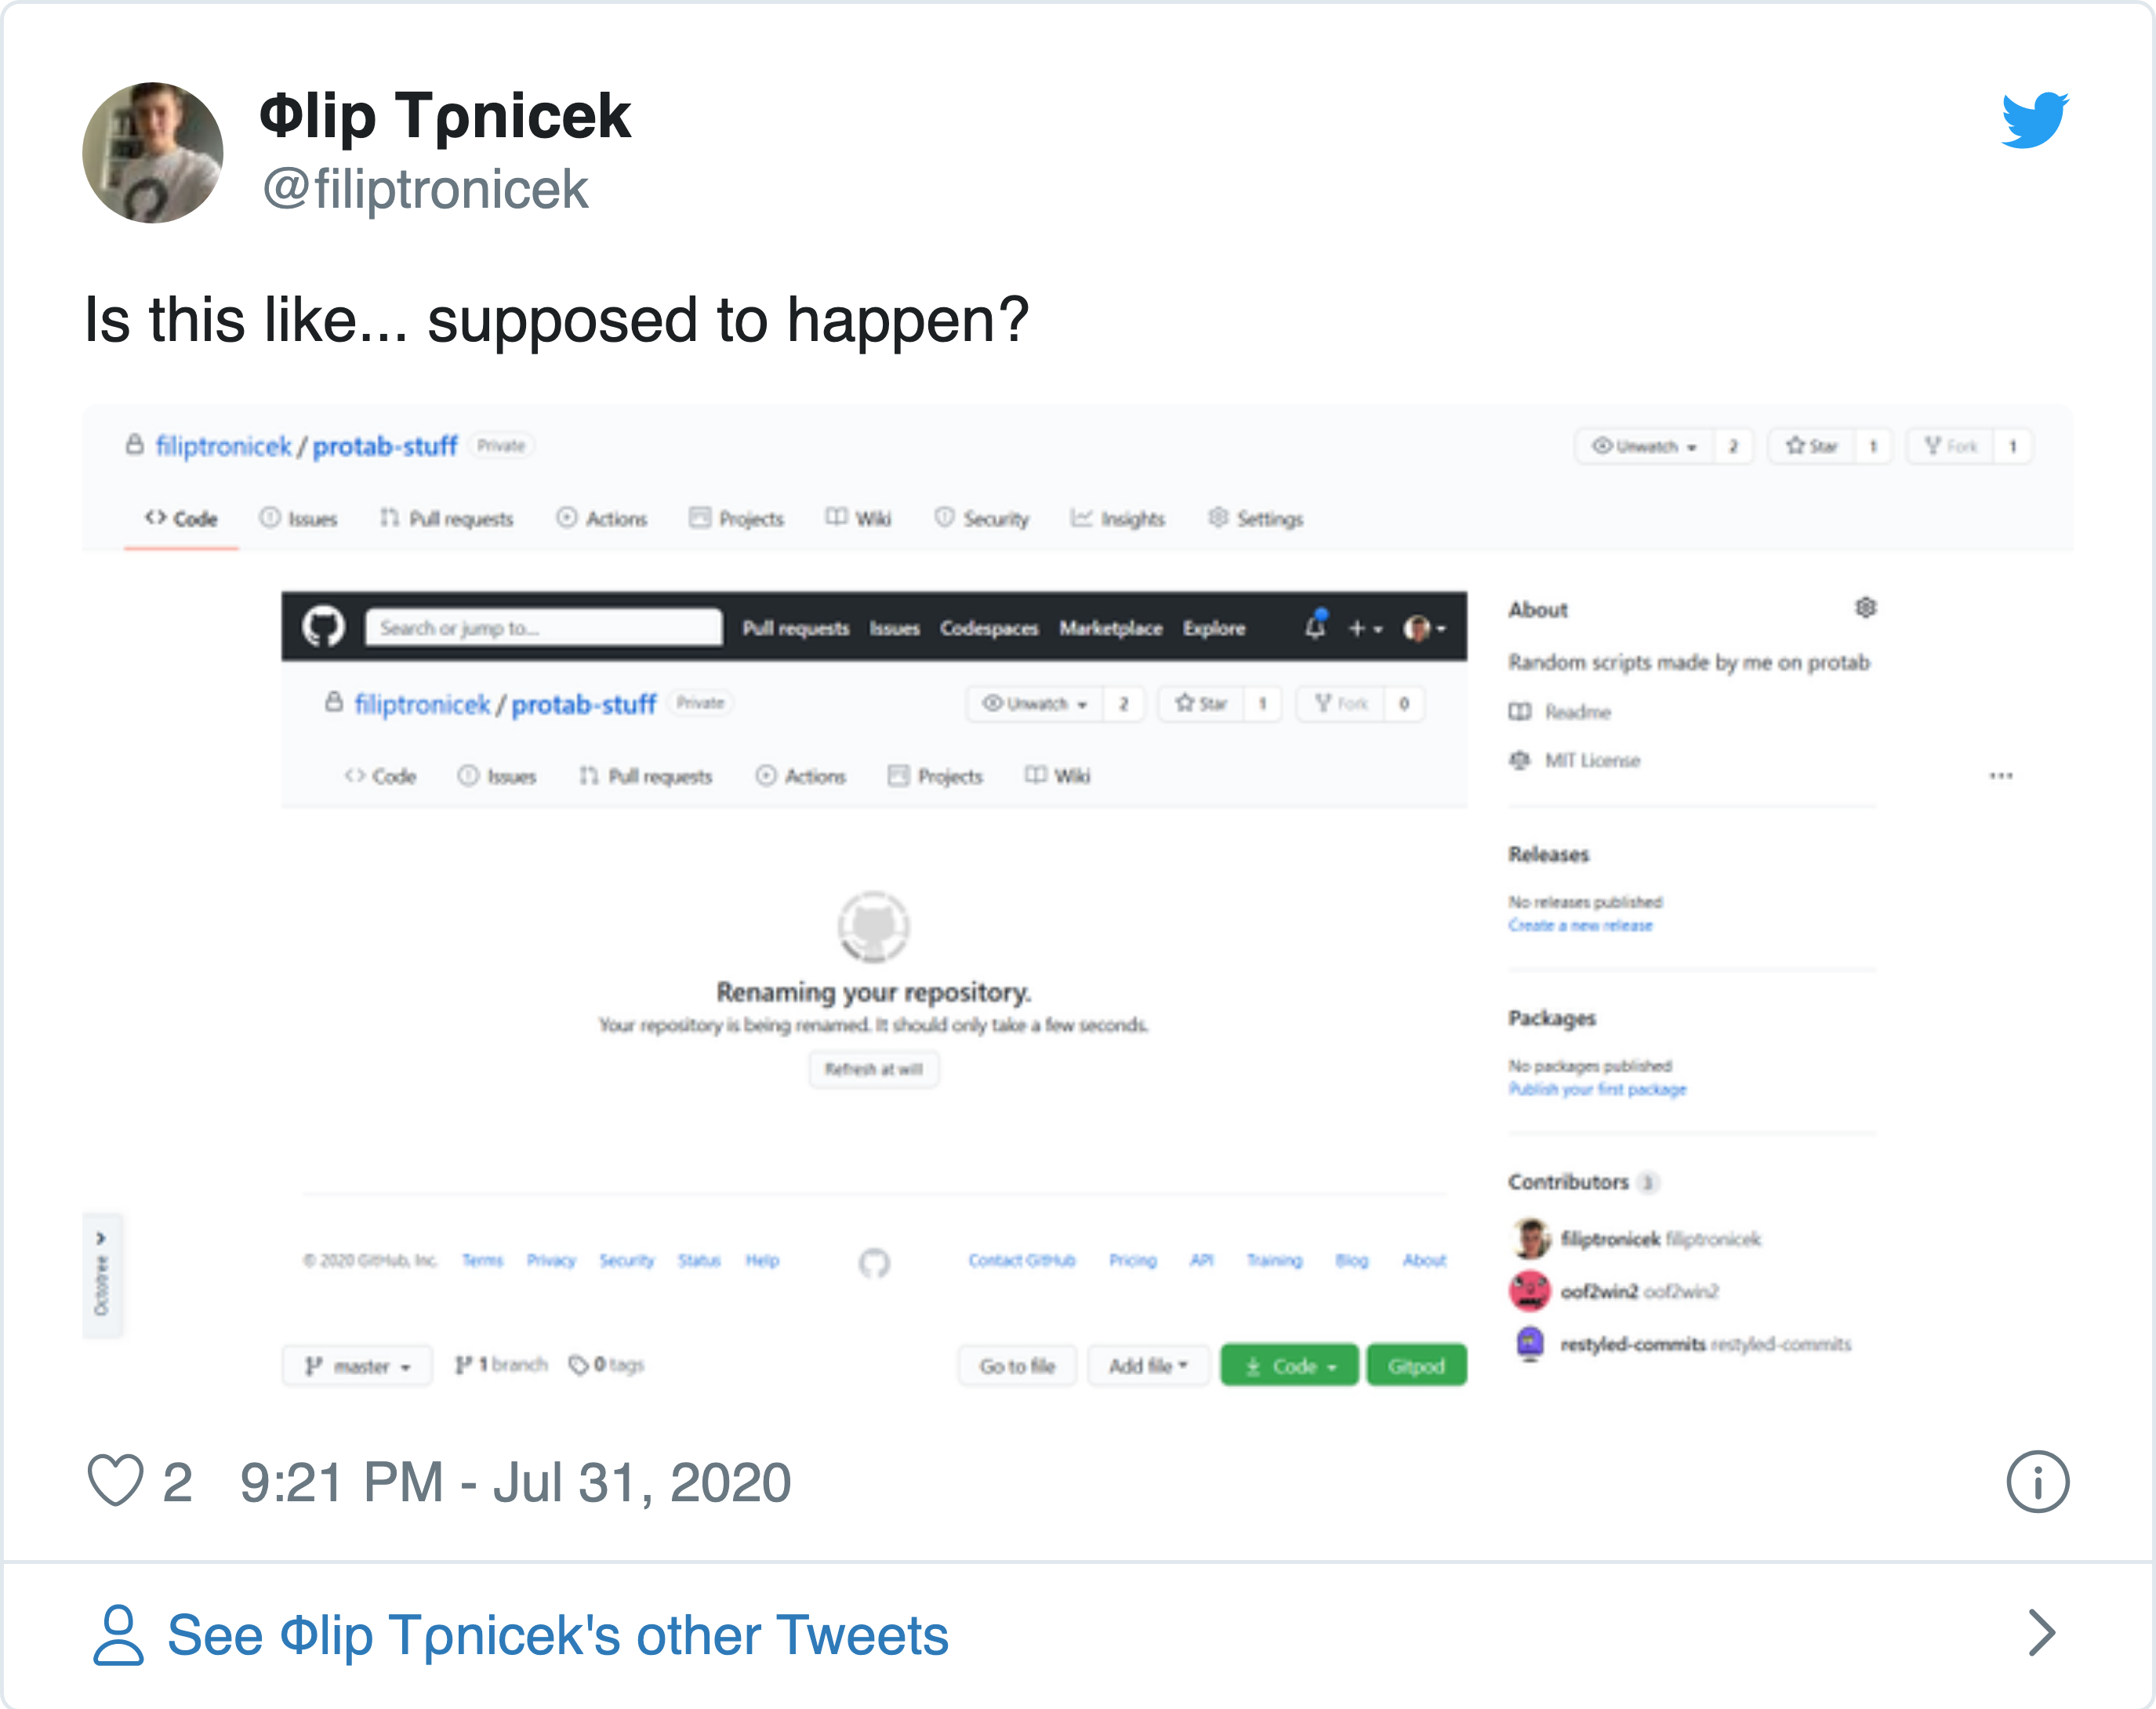 Φlip Tρnicek
@filiptronicek
Is this like... supposed to happen?
filiptronicek / protab-stuff Private
Unwatch 2 Star 1 Fork 1
Code Issues Pull requests Actions Projects Wiki Security Insights Settings
Search or jump to... Pull requests Issues Codespaces Marketplace Explore
filiptronicek / protab-stuff Private
Unwatch 2 Star 1 Fork 0
Code Issues Pull requests Actions Projects Wiki
Renaming your repository.
Your repository is being renamed. It should only take a few seconds.
Refresh at will
© 2020 GitHub, Inc. Terms Privacy Security Status Help Contact GitHub Pricing API Training Blog About
Octotree
master 1 branch 0 tags Go to file Add file Code Gitpod
About
Random scripts made by me on protab
Readme
MIT License
...
Releases
No releases published
Create a new release
Packages
No packages published
Publish your first package
Contributors 3
filiptronicek filiptronicek
oof2win2 oof2win2
restyled-commits restyled-commits
2 9:21 PM - Jul 31, 2020
See Φlip Tρnicek's other Tweets